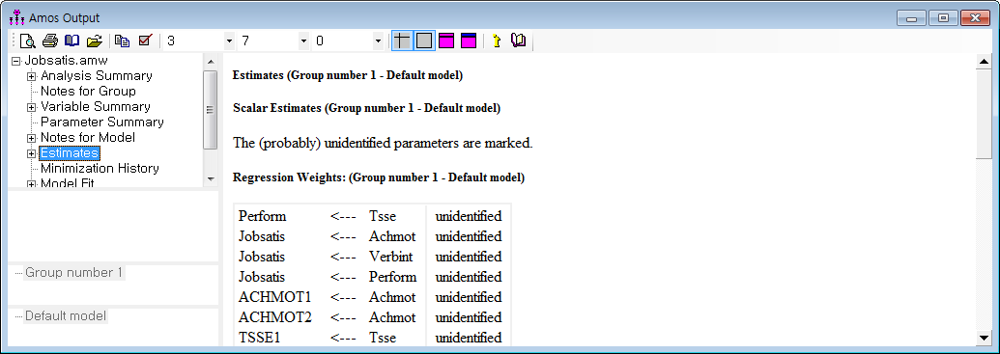 Amos Output
3 7 0
Jobsatis.amw
Analysis Summary
Notes for Group
Variable Summary
Parameter Summary
Notes for Model
Estimates
Minimization History
Model Fit
Group number 1
Default model
Estimates (Group number 1 - Default model)
Scalar Estimates (Group number 1 - Default model)
The (probably) unidentified parameters are marked.
Regression Weights: (Group number 1 - Default model)
Perform <--- Tsse unidentified
Jobsatis <--- Achmot unidentified
Jobsatis <--- Verbint unidentified
Jobsatis <--- Perform unidentified
ACHMOT1 <--- Achmot unidentified
ACHMOT2 <--- Achmot unidentified
TSSE1 <--- Tsse unidentified